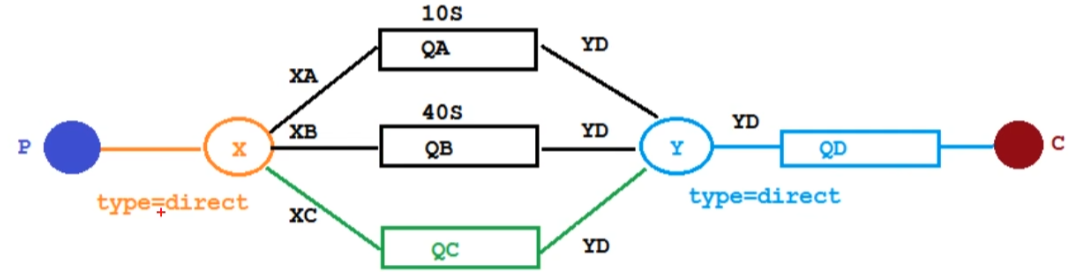 10S
QA
YD
XA
40S
XB
YD
YD
P
X
QB
Y
QD
C
type=direct
type=direct
XC
QC
YD